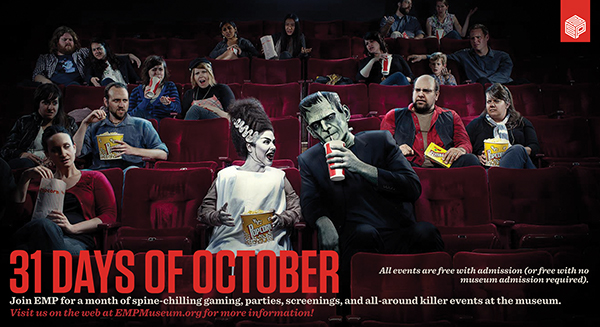 POPCORN
POPCORN
31 DAYS OF OCTOBER
All events are free with admission (or free with no
museum admission required).
Join EMP for a month of spine-chilling gaming, parties, screenings, and all-around killer events at the museum.
Visit us on the web at EMPMuseum.org for more information!